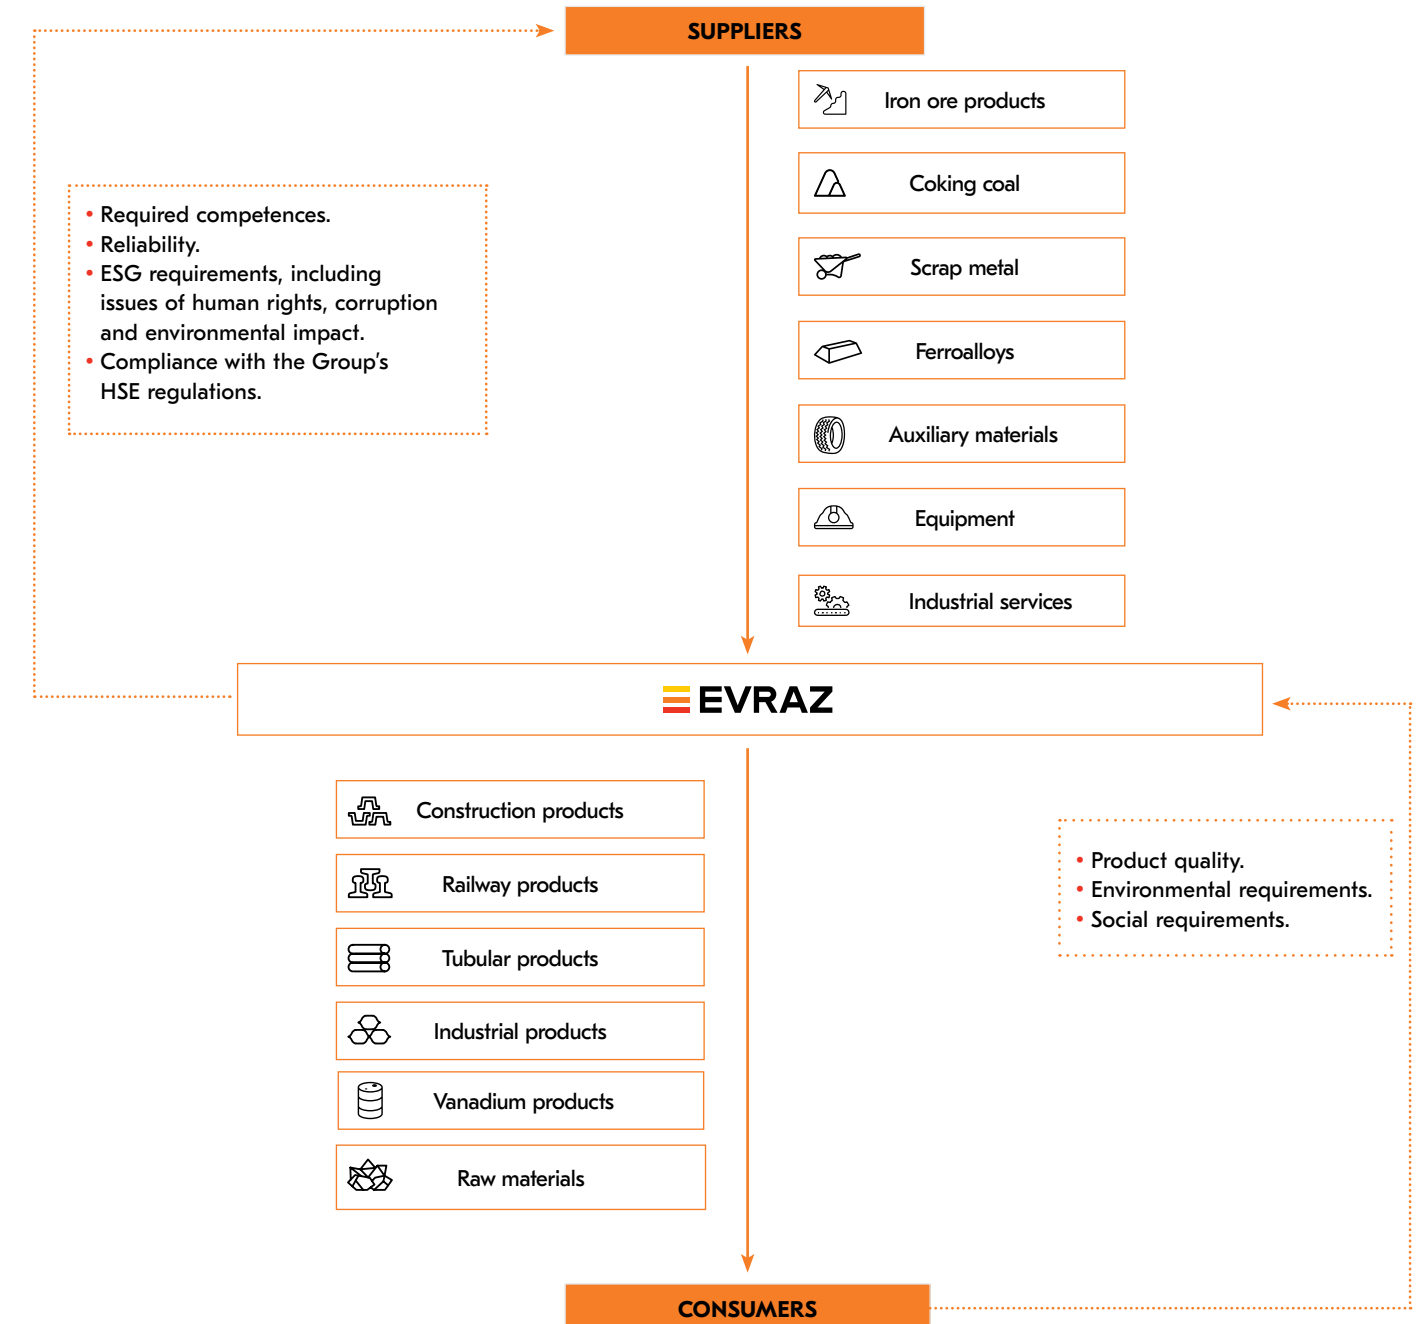 SUPPLIERS
Iron ore products
Coking coal
Scrap metal
Ferroalloys
Auxiliary materials
Equipment
Industrial services
• Required competences.
• Reliability.
• ESG requirements, including
issues of human rights, corruption
and environmental impact.
• Compliance with the Group's
HSE regulations.
EVRAZ
Construction products
Railway products
Tubular products
Industrial products
Vanadium products
Raw materials
• Product quality.
• Environmental requirements.
• Social requirements.
CONSUMERS